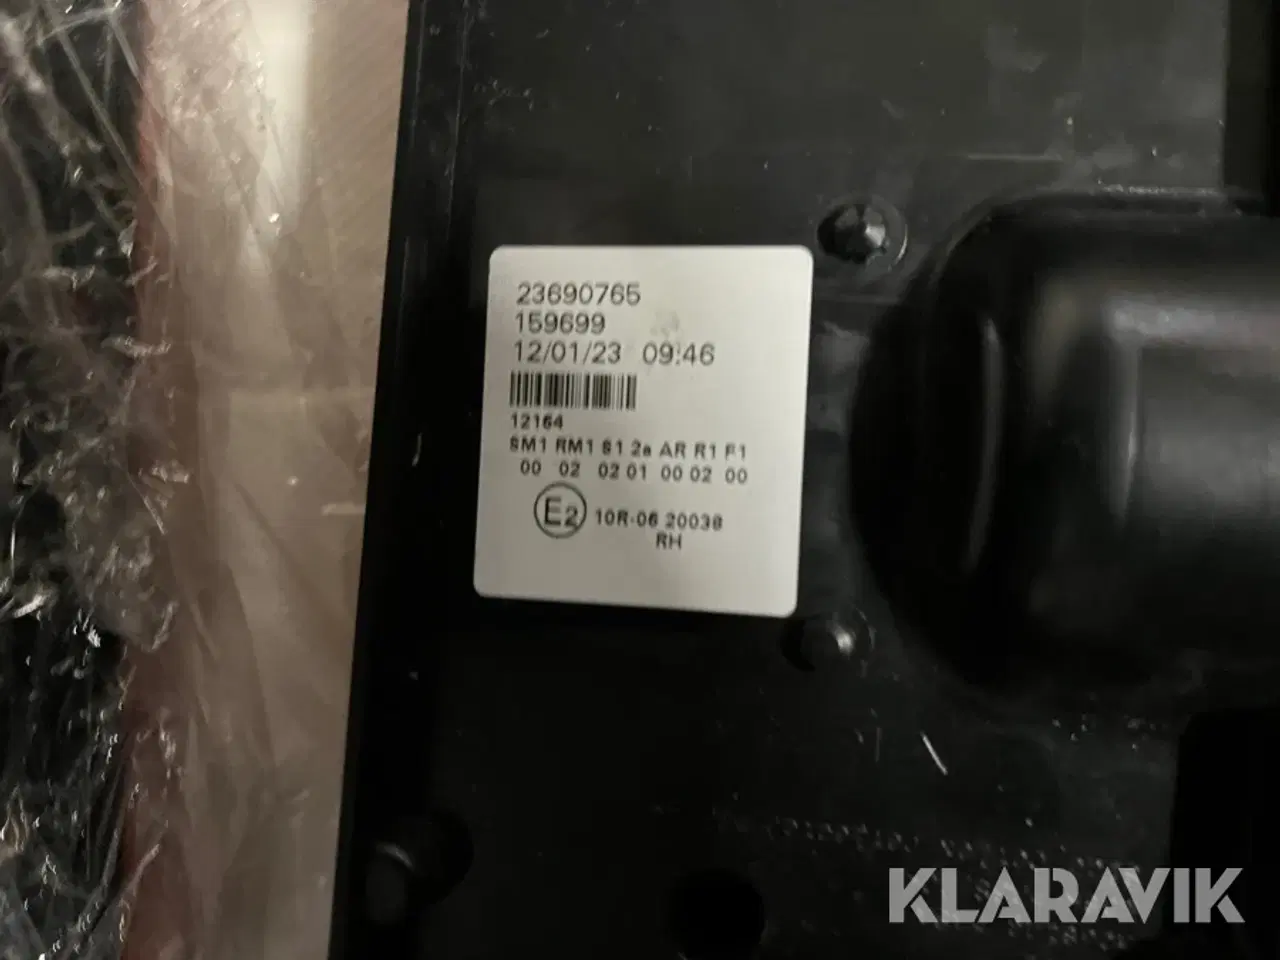 23690765
159699
12/01/23 09:46
12164
SM1 RM1 S1 2a AR R1 F1
00 02 02 01 00 02 00
E2 10R-06 20038
RH
KLARAVIK